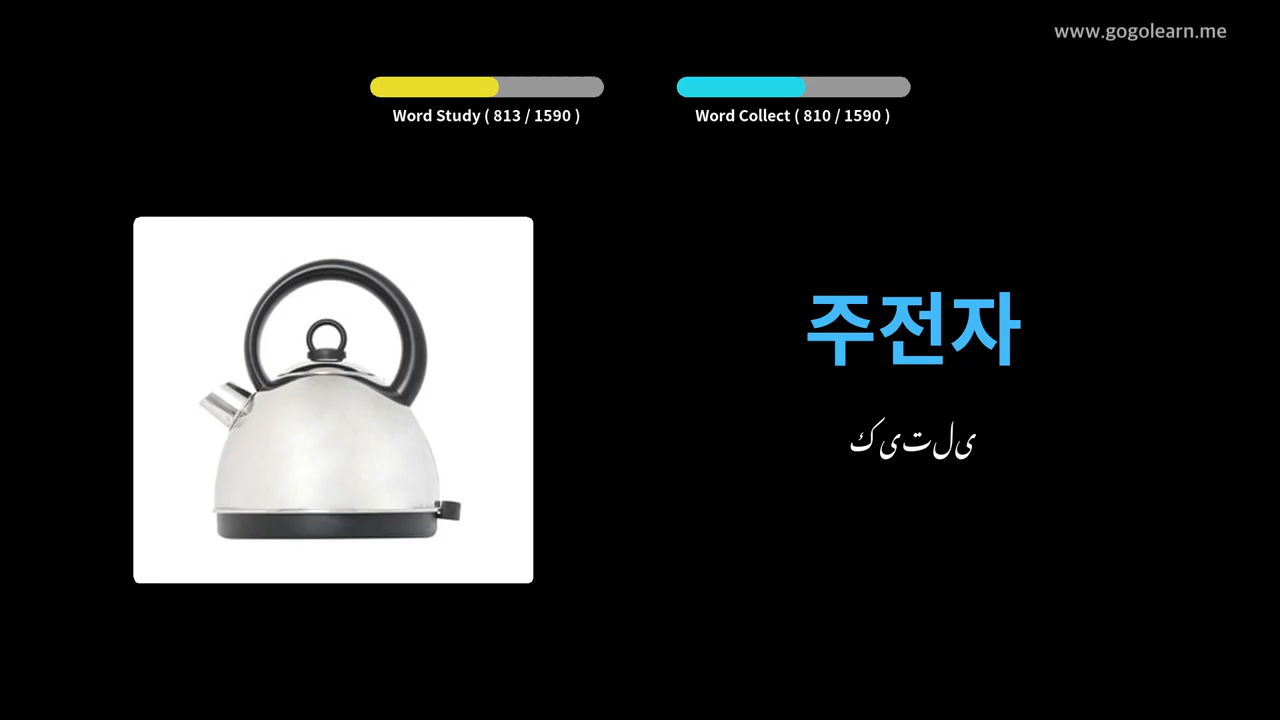 www.gogolearn.me
Word Study ( 813 / 1590 )
Word Collect ( 810 / 1590 )
주전자
کیتلی